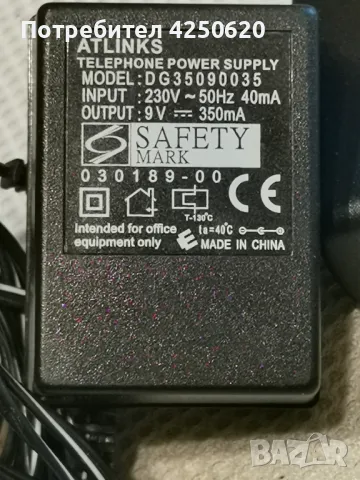 Потребител 4250620
ATLINKS
TELEPHONE POWER SUPPLY
MODEL:DG35090035
INPUT : 230V ~ 50Hz 40mA
OUTPUT: 9V ⎓ 350mA
SAFETY
MARK
030189-00
CE
T-130°C
Intended for office
equipment only
ta=40°C
MADE IN CHINA
BAZAR